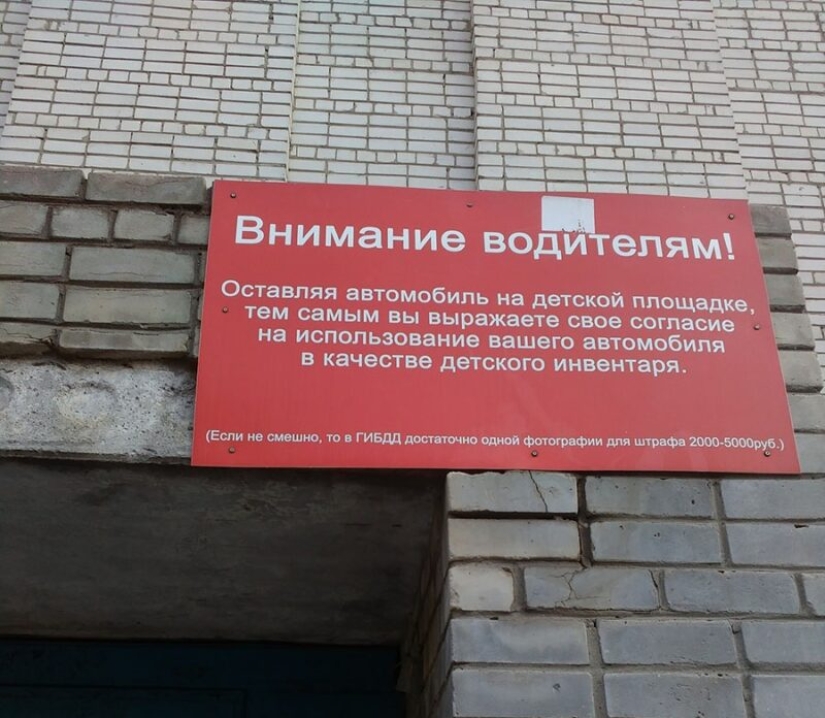 Внимание водителям!
Оставляя автомобиль на детской площадке,
тем самым вы выражаете свое согласие
на использование вашего автомобиля
в качестве детского инвентаря.
(Если не смешно, то в ГИБДД достаточно одной фотографии для штрафа 2000-5000руб.)